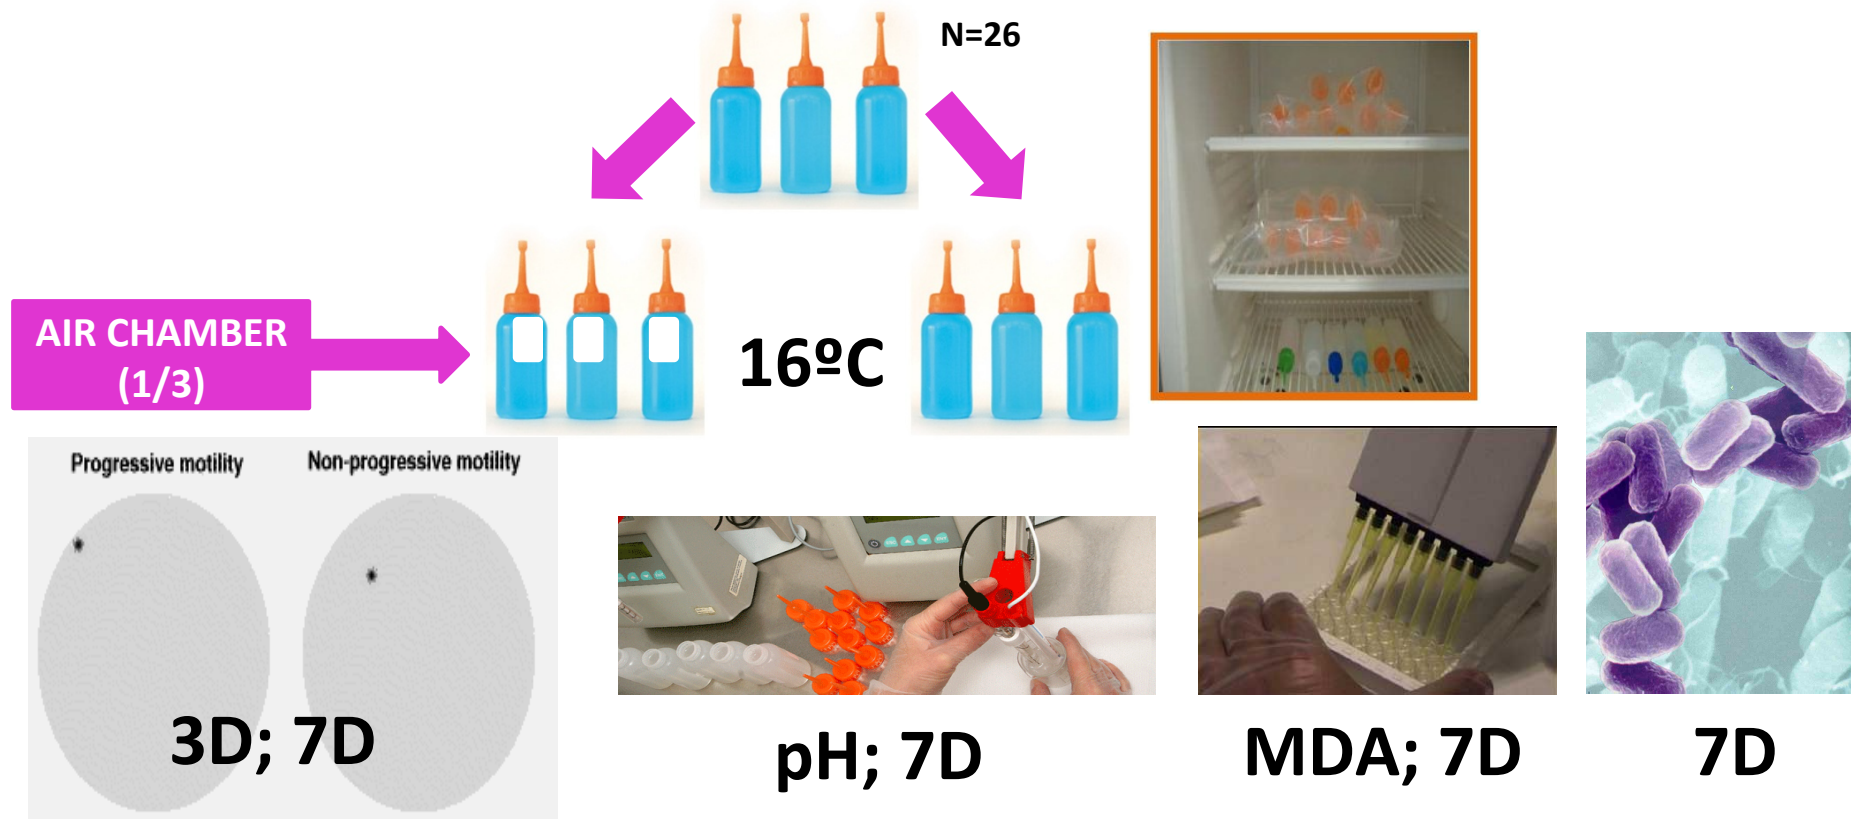 N=26
AIR CHAMBER
(1/3)
16ºC
Progressive motility
Non-progressive motility
3D; 7D
pH; 7D
MDA; 7D
7D